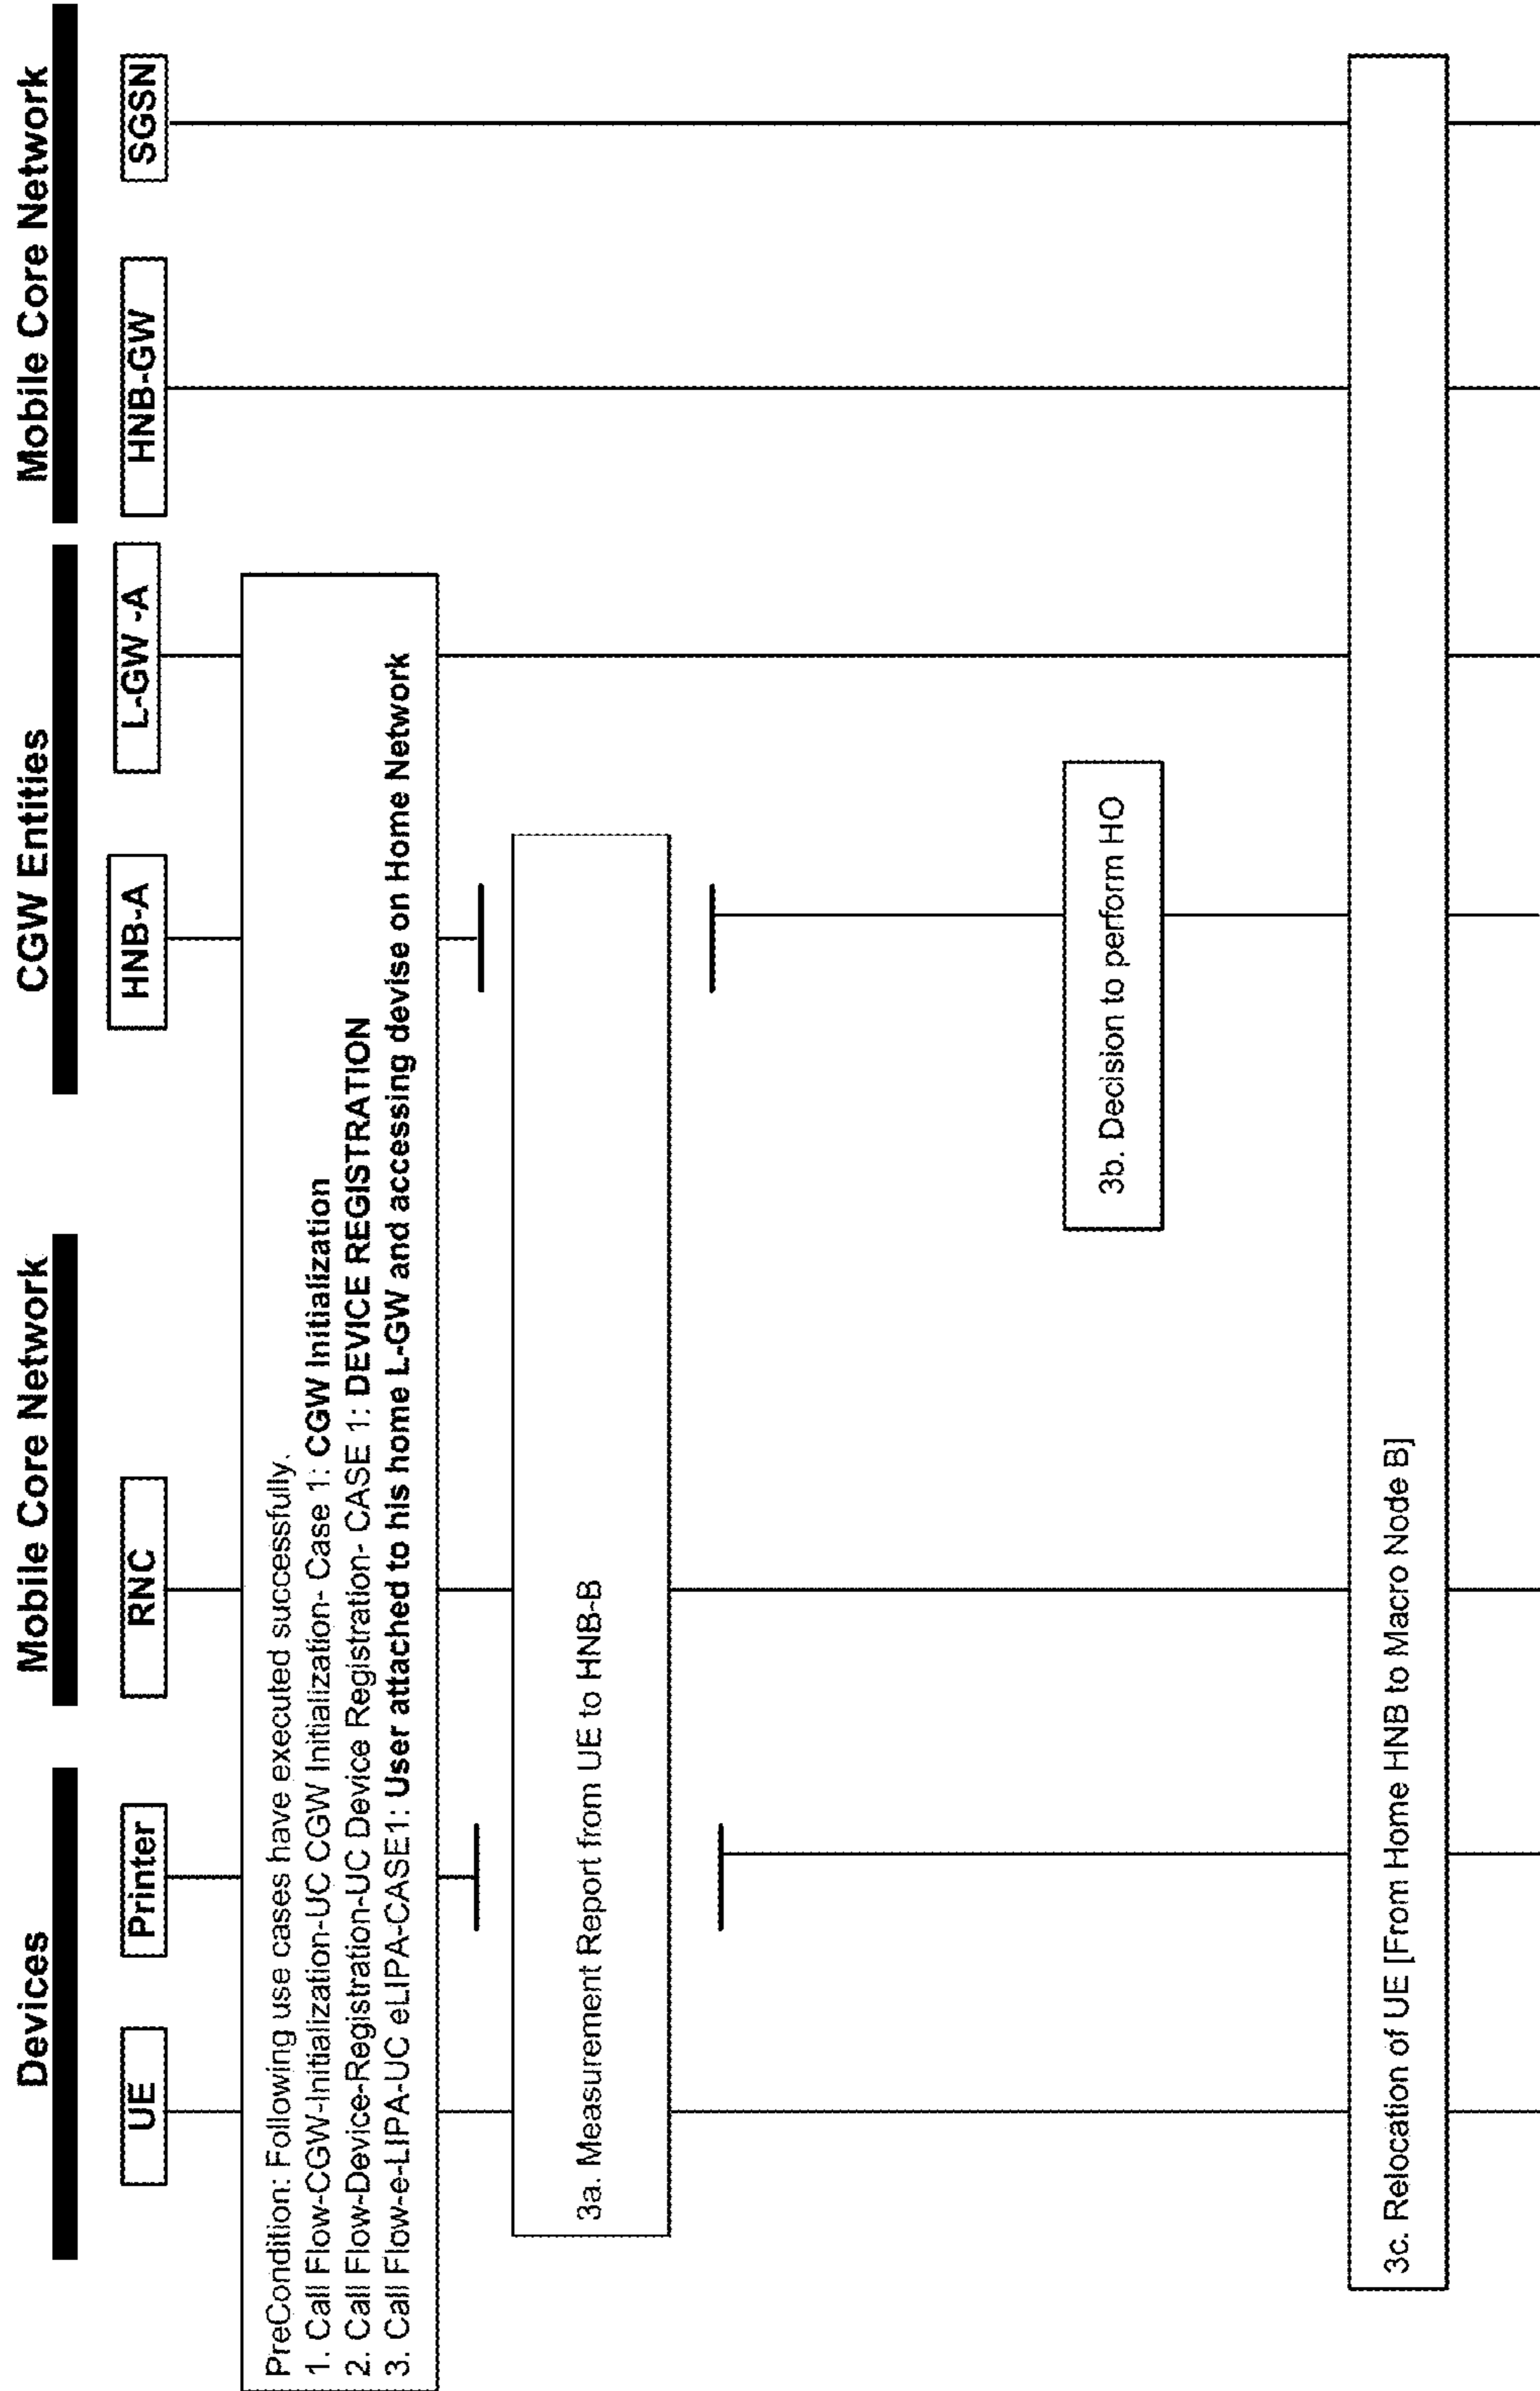 Devices
Mobile Core Network
CGW Entities
Mobile Core Network
UE
Printer
RNC
HNB-A
L-GW -A
HNB-GW
SGSN
PreCondition: Following use cases have executed successfully.
1. Call Flow-CGW-Initialization-UC CGW Initialization- Case 1: CGW Initialization
2. Call Flow-Device-Registration-UC Device Registration- CASE 1: DEVICE REGISTRATION
3. Call Flow-e-LIPA-UC eLIPA-CASE1: User attached to his home L-GW and accessing devise on Home Network
3a. Measurement Report from UE to HNB-B
3b. Decision to perform HO
3c. Relocation of UE [From Home HNB to Macro Node B]